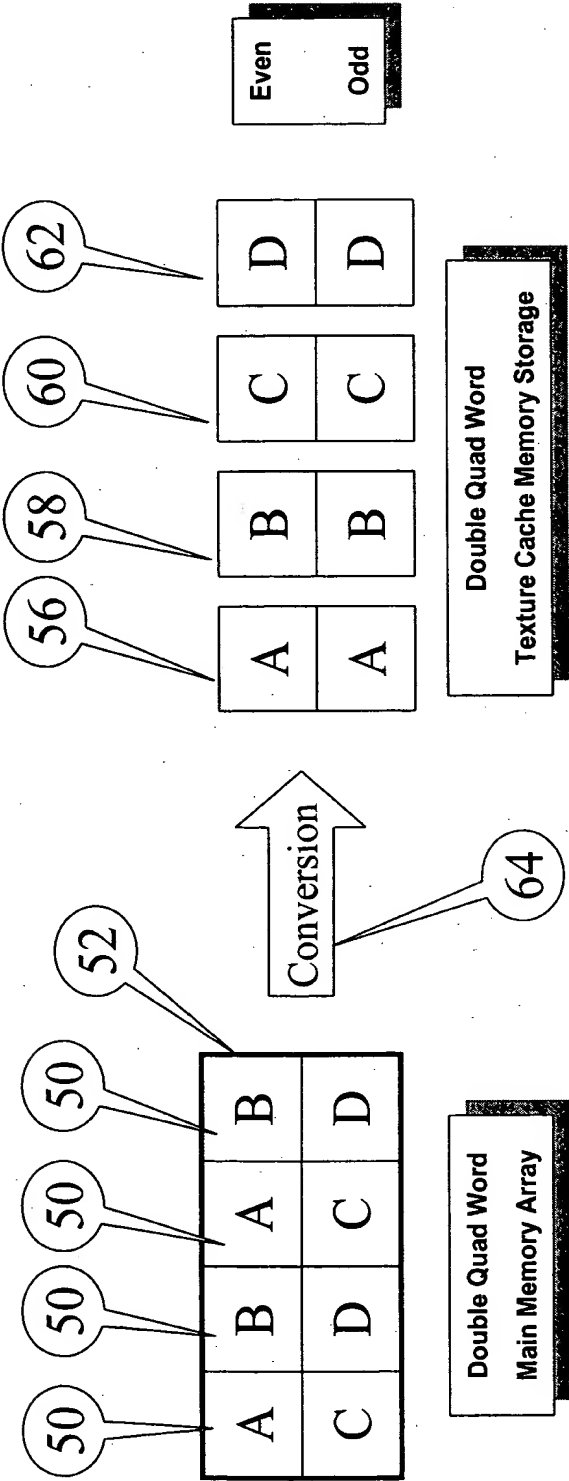 50 50 50 50 52
A B A B
C D C D
Double Quad Word
Main Memory Array
Conversion
64
56 58 60 62
A B C D
A B C D
Double Quad Word
Texture Cache Memory Storage
Even
Odd